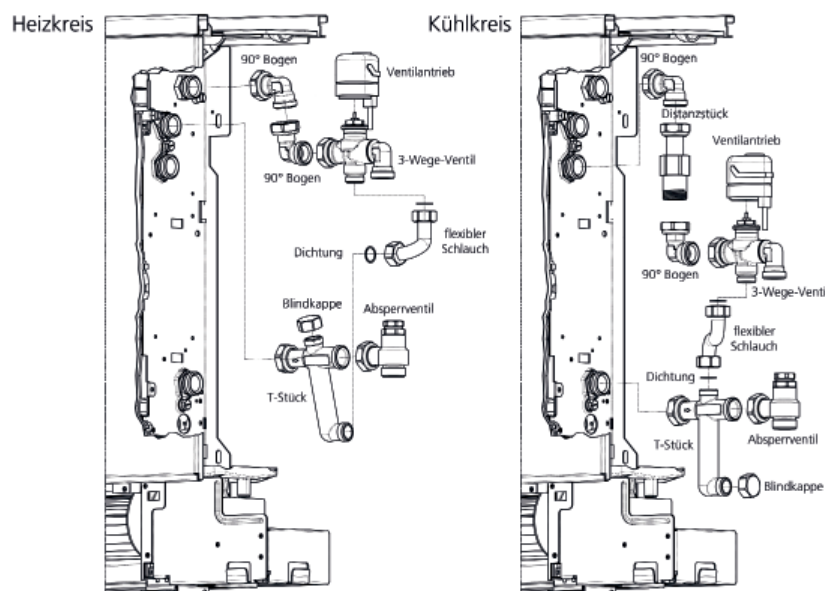 Heizkreis
90° Bogen
Ventilantrieb
90° Bogen
3-Wege-Ventil
Dichtung
flexibler
Schlauch
Blindkappe
Absperrventil
T-Stück
Kühlkreis
90° Bogen
Distanzstück
Ventilantrieb
90° Bogen
3-Wege-Venti
flexibler
Schlauch
Dichtung
T-Stück
Absperrventil
Blindkappe